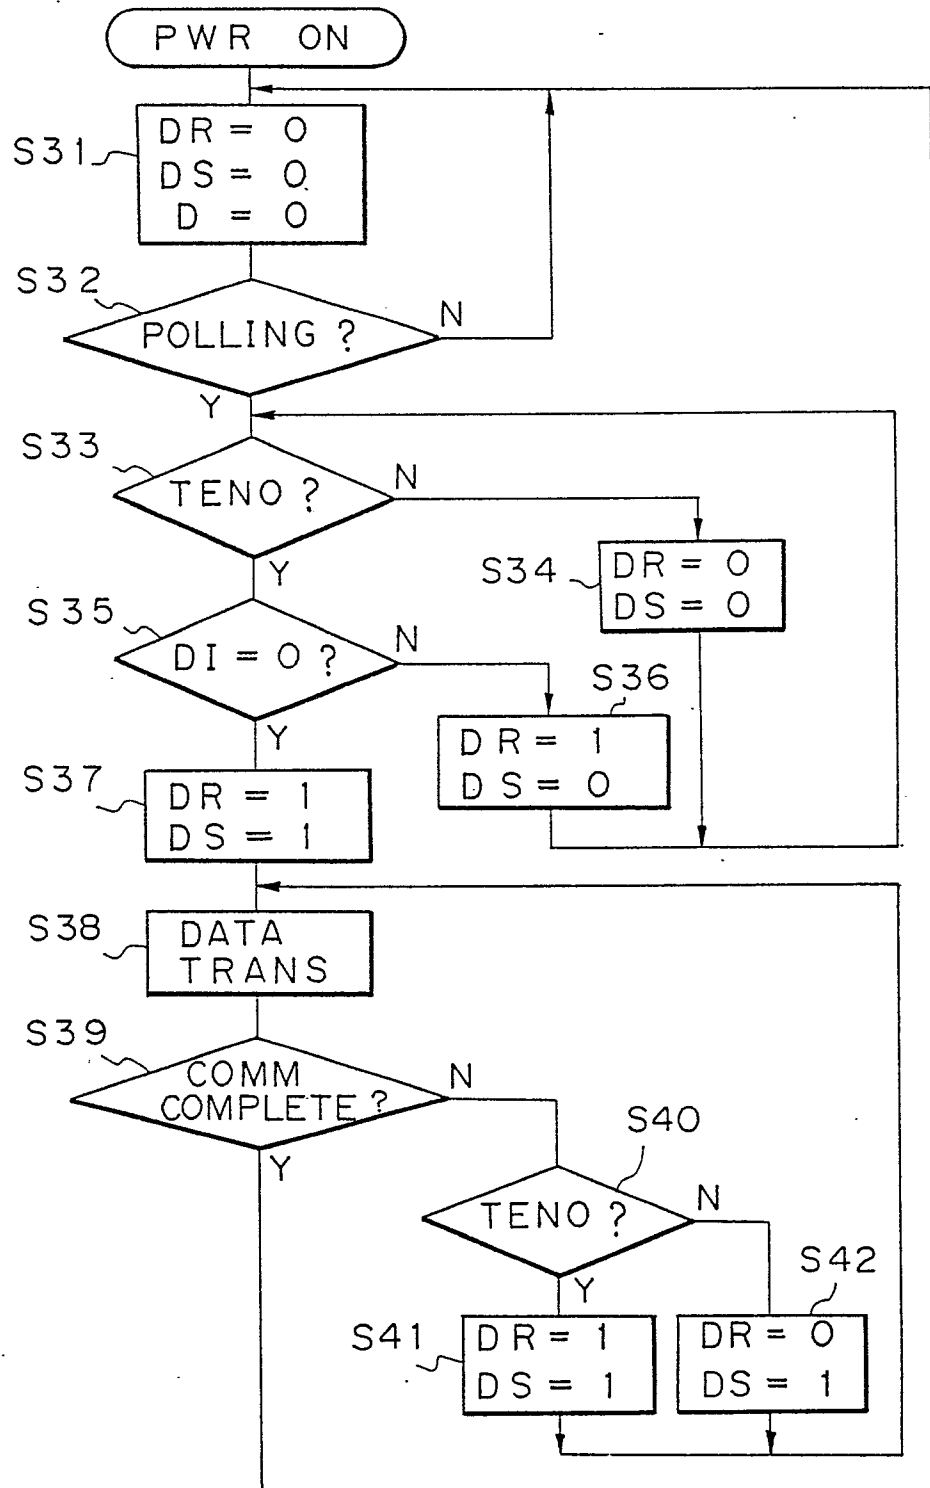 PWR ON
S31
DR = 0
DS = 0
D = 0
S32
POLLING ?
N
Y
S33
TENO ?
N
Y
S34
DR = 0
DS = 0
S35
DI = 0 ?
N
Y
S36
DR = 1
DS = 0
S37
DR = 1
DS = 1
S38
DATA
TRANS
S39
COMM
COMPLETE ?
N
Y
S40
TENO ?
N
Y
S41
DR = 1
DS = 1
S42
DR = 0
DS = 1